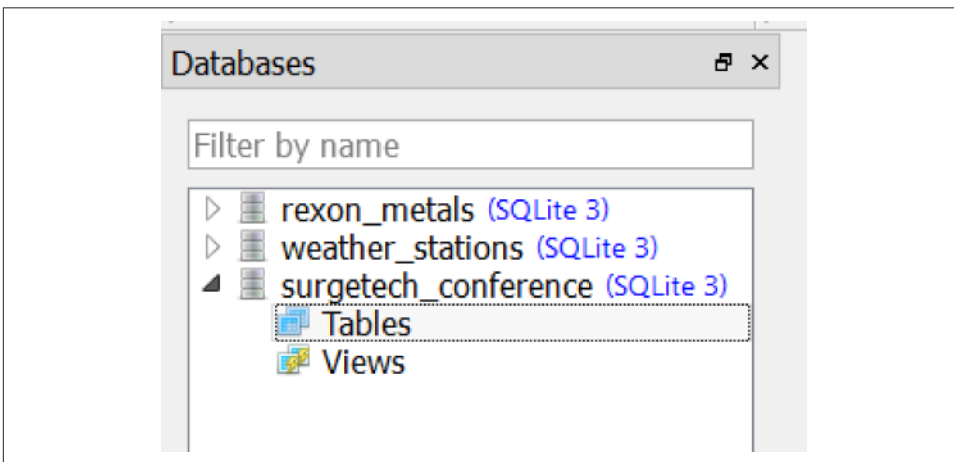 Databases
Filter by name
rexon_metals (SQLite 3)
weather_stations (SQLite 3)
surgetech_conference (SQLite 3)
Tables
Views